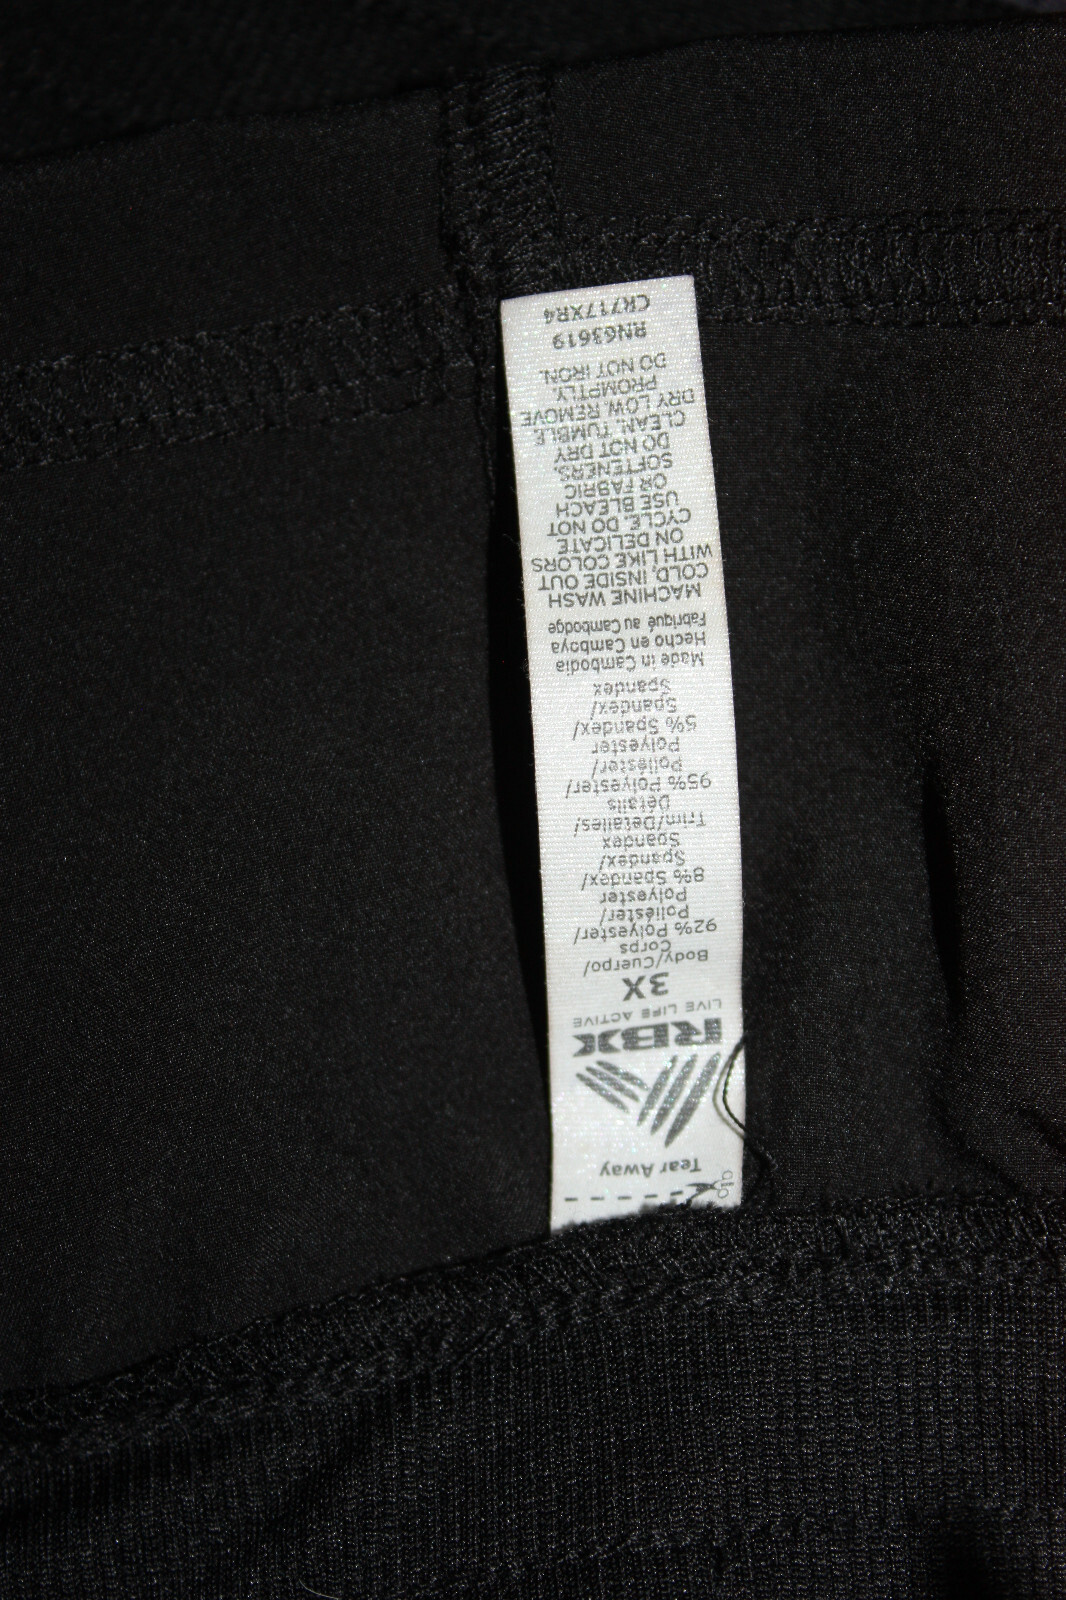 Tear Away
RBX
LIVE LIFE ACTIVE
3X
Body/Cuerpo/
Corps
92% Polyester/
Poliéster/
Polyester
8% Spandex/
Spandex/
Spandex
Trim/Detalles/
Détails
95% Polyester/
Poliéster/
Polyester
5% Spandex/
Spandex/
Spandex
Made in Cambodia
Hecho en Camboya
Fabriqué au Cambodge
MACHINE WASH
COLD, INSIDE OUT
WITH LIKE COLORS
ON DELICATE
CYCLE. DO NOT
USE BLEACH
OR FABRIC
SOFTENERS.
DO NOT DRY
CLEAN. TUMBLE
DRY LOW. REMOVE
PROMPTLY.
DO NOT IRON.
RN63619
CK717XR4